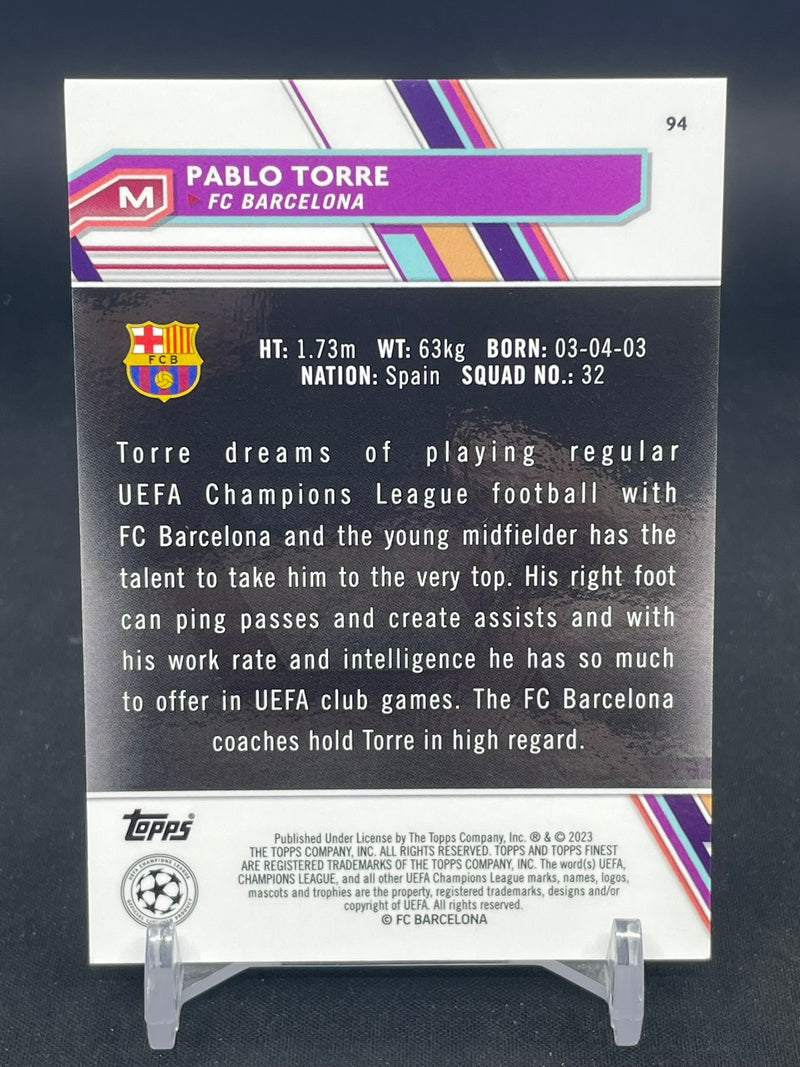 94
M
PABLO TORRE
FC BARCELONA
FCB
HT: 1.73m WT: 63kg BORN: 03-04-03
NATION: Spain SQUAD NO.: 32
Torre dreams of playing regular
UEFA Champions League football with
FC Barcelona and the young midfielder has the
talent to take him to the very top. His right foot
can ping passes and create assists and with
his work rate and intelligence he has so much
to offer in UEFA club games. The FC Barcelona
coaches hold Torre in high regard.
Topps®
UEFA CHAMPIONS LEAGUE
Published Under License by The Topps Company, Inc. ® & © 2023
THE TOPPS COMPANY, INC. ALL RIGHTS RESERVED. TOPPS AND TOPPS FINEST
ARE REGISTERED TRADEMARKS OF THE TOPPS COMPANY, INC. The word(s) UEFA,
CHAMPIONS LEAGUE, and all other UEFA Champions League marks, names, logos,
mascots and trophies are the property, registered trademarks, designs and/or
copyright of UEFA. All rights reserved.
© FC BARCELONA